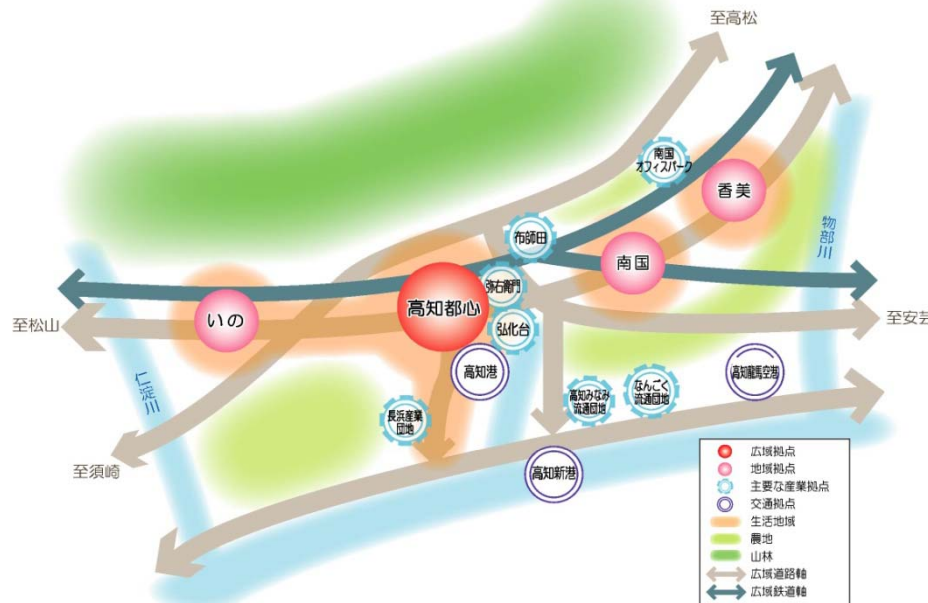 至高松
南国
オフィスパーク
香美
物部川
布師田
南国
弥右衛門
高知都心
いの
弘化台
至松山
至安芸
仁淀川
高知港
高知龍馬空港
高知みなみ
流通団地
なんごく
流通団地
長浜産業
団地
至須崎
高知新港
広域拠点
地域拠点
主要な産業拠点
交通拠点
生活地域
農地
山林
広域道路軸
広域鉄道軸